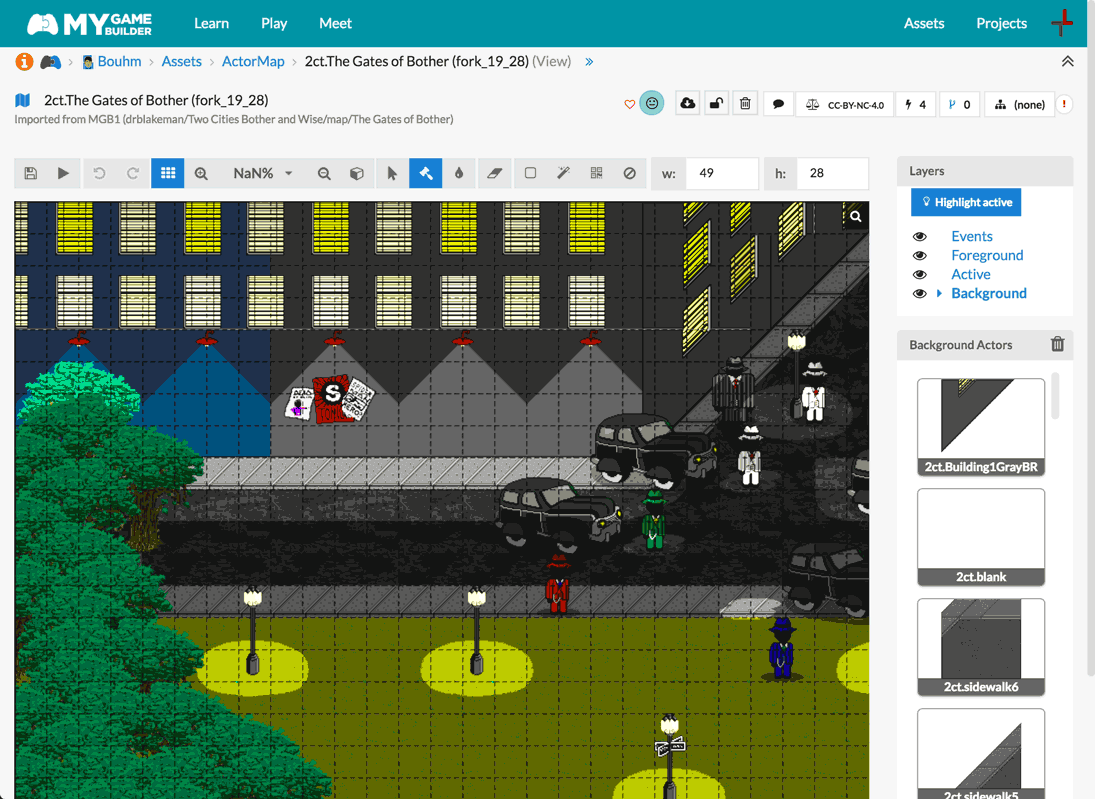 MY GAME BUILDER
Learn Play Meet Assets Projects
Bouhm Assets ActorMap 2ct.The Gates of Bother (fork_19_28) (View)
2ct.The Gates of Bother (fork_19_28)
CC-BY-NC-4.0 4 0 (none)
Imported from MGB1 (drblakeman/Two Cities Bother and Wise/map/The Gates of Bother)
NaN% w: 49 h: 28
Layers
Highlight active
Events
Foreground
Active
Background
Background Actors
2ct.Building1GrayBR
2ct.blank
2ct.sidewalk6
2ct.sidewalk5
S